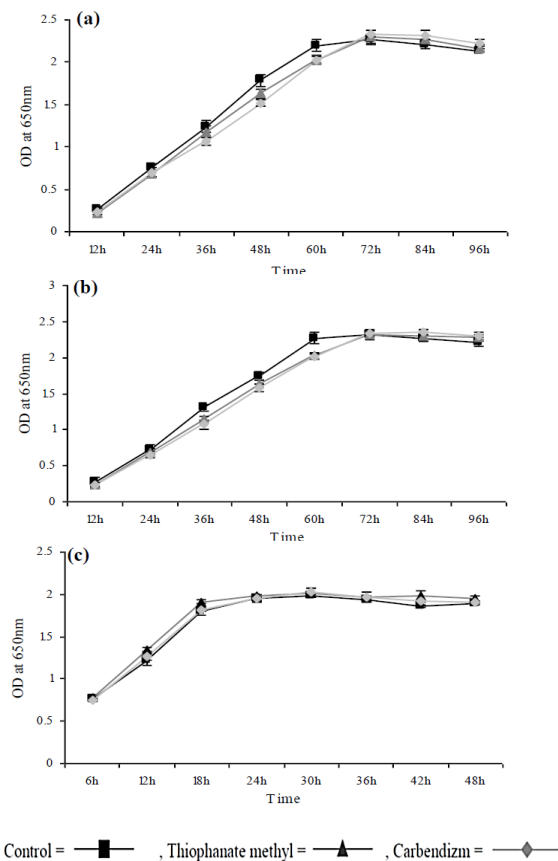 (a)
2.5
2
1.5
1
0.5
0
OD at 650nm
12h 24h 36h 48h 60h 72h 84h 96h
Time
(b)
3
2.5
2
1.5
1
0.5
0
OD at 650nm
12h 24h 36h 48h 60h 72h 84h 96h
Time
(c)
2.5
2
1.5
1
0.5
0
OD at 650nm
6h 12h 18h 24h 30h 36h 42h 48h
Time
Control = , Thiophanate methyl = , Carbendizm =